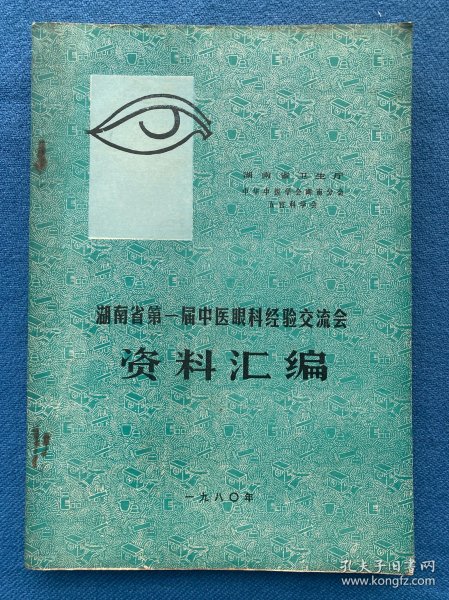 湖南省卫生厅
中华中医学会湖南分会
五官科学会
湖南省第一届中医眼科经验交流会
资料汇编
一九八〇年
孔夫子旧书网
www.kongfz.com